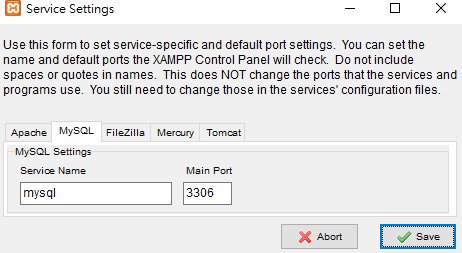 Service Settings
Use this form to set service-specific and default port settings.  You can set the
name and default ports the XAMPP Control Panel will check.  Do not include
spaces or quotes in names.  This does NOT change the ports that the services and
programs use.  You still need to change those in the services' configuration files.
Apache MySQL FileZilla Mercury Tomcat
MySQL Settings
Service Name Main Port
mysql 3306
Abort Save